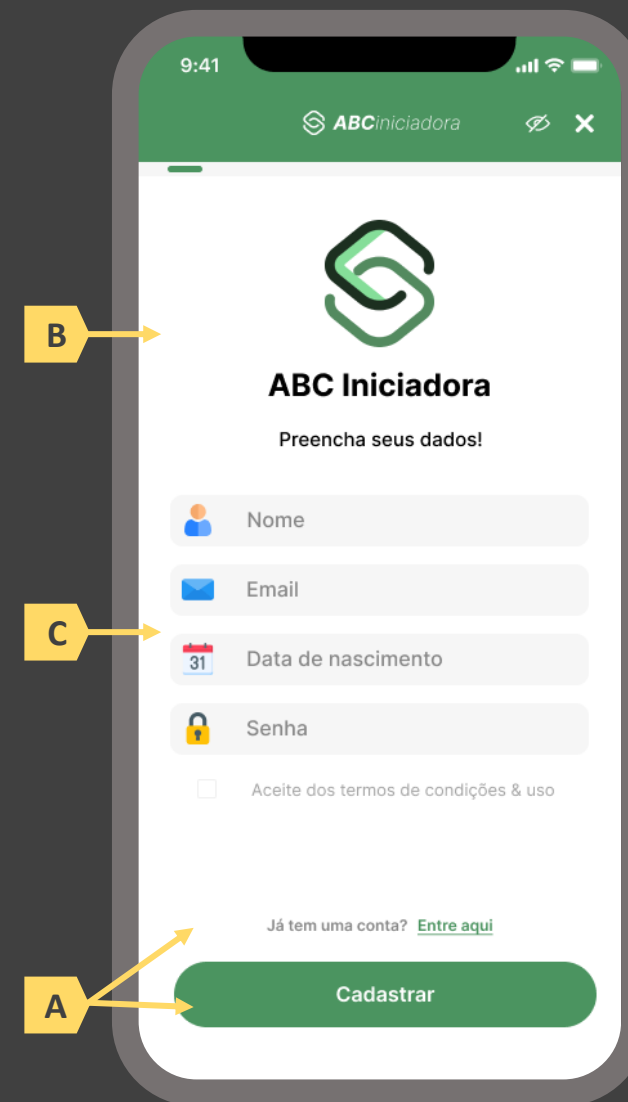 9:41
ABCiniciadora
B
ABC Iniciadora
Preencha seus dados!
Nome
Email
C
31
Data de nascimento
Senha
Aceite dos termos de condições & uso
Já tem uma conta? Entre aqui
A
Cadastrar